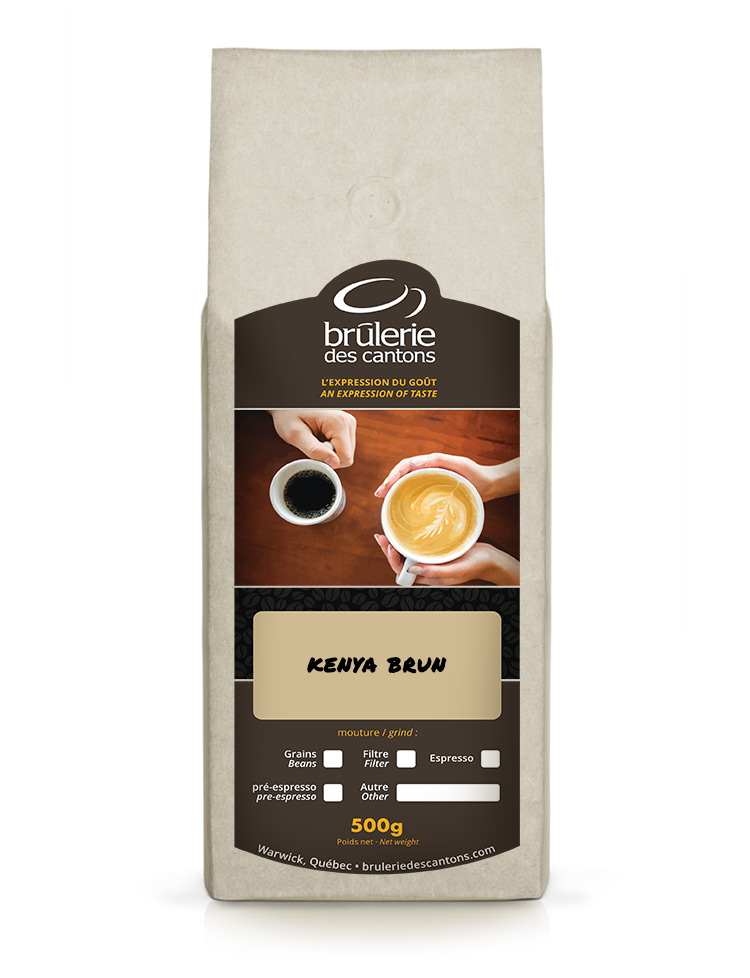 brûlerie
des cantons
L'EXPRESSION DU GOÛT
AN EXPRESSION OF TASTE
KENYA BRUN
mouture / grind :
Grains
Beans
Filtre
Filter
Espresso
pré-espresso
pre-espresso
Autre
Other
500g
Poids net · Net weight
Warwick, Québec • bruleriedescantons.com